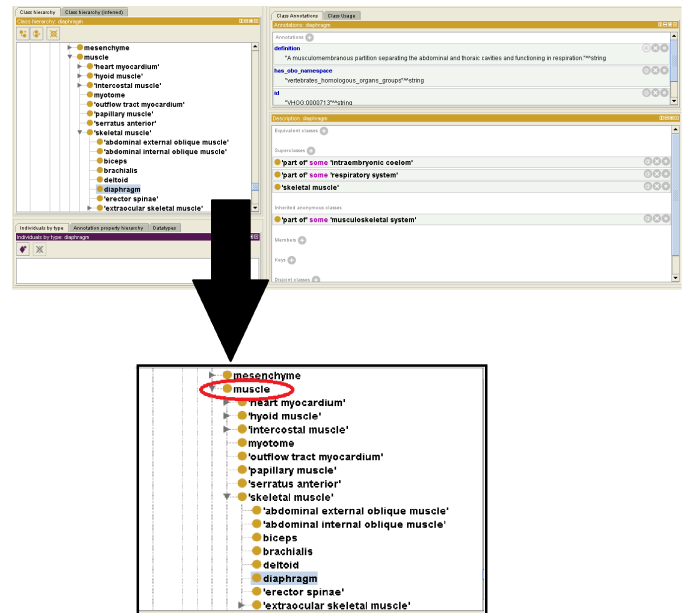 Class hierarchy Class hierarchy (inferred)
Class hierarchy: diaphragm
mesenchyme
muscle
'heart myocardium'
'hyoid muscle'
'intercostal muscle'
myotome
'outflow tract myocardium'
'papillary muscle'
'serratus anterior'
'skeletal muscle'
'abdominal external oblique muscle'
'abdominal internal oblique muscle'
biceps
brachialis
deltoid
diaphragm
'erector spinae'
'extraocular skeletal muscle'
Individuals by type Annotation property hierarchy Datatypes
Individuals by type: diaphragm
Class Annotations Class Usage
Annotations: diaphragm
Annotations
definition
"A musculomembranous partition separating the abdominal and thoracic cavities and functioning in respiration."^^string
has_obo_namespace
"vertebrates_homologous_organs_groups"^^string
id
"VHOG:0000713"^^string
Description: diaphragm
Equivalent classes
Superclasses
'part of' some 'intraembryonic coelom'
'part of' some 'respiratory system'
'skeletal muscle'
Inherited anonymous classes
'part of' some 'musculoskeletal system'
Members
Keys
Disjoint classes
mesenchyme
muscle
'heart myocardium'
'hyoid muscle'
'intercostal muscle'
myotome
'outflow tract myocardium'
'papillary muscle'
'serratus anterior'
'skeletal muscle'
'abdominal external oblique muscle'
'abdominal internal oblique muscle'
biceps
brachialis
deltoid
diaphragm
'erector spinae'
'extraocular skeletal muscle'